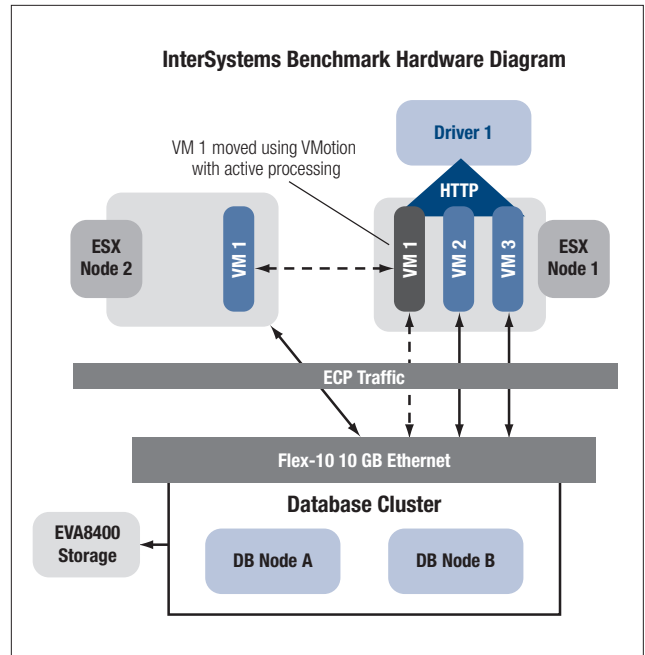 InterSystems Benchmark Hardware Diagram
Driver 1
VM 1 moved using VMotion
with active processing
HTTP
ESX
Node 2
VM 1
VM 1
VM 2
VM 3
ESX
Node 1
ECP Traffic
Flex-10 10 GB Ethernet
Database Cluster
EVA8400
Storage
DB Node A
DB Node B